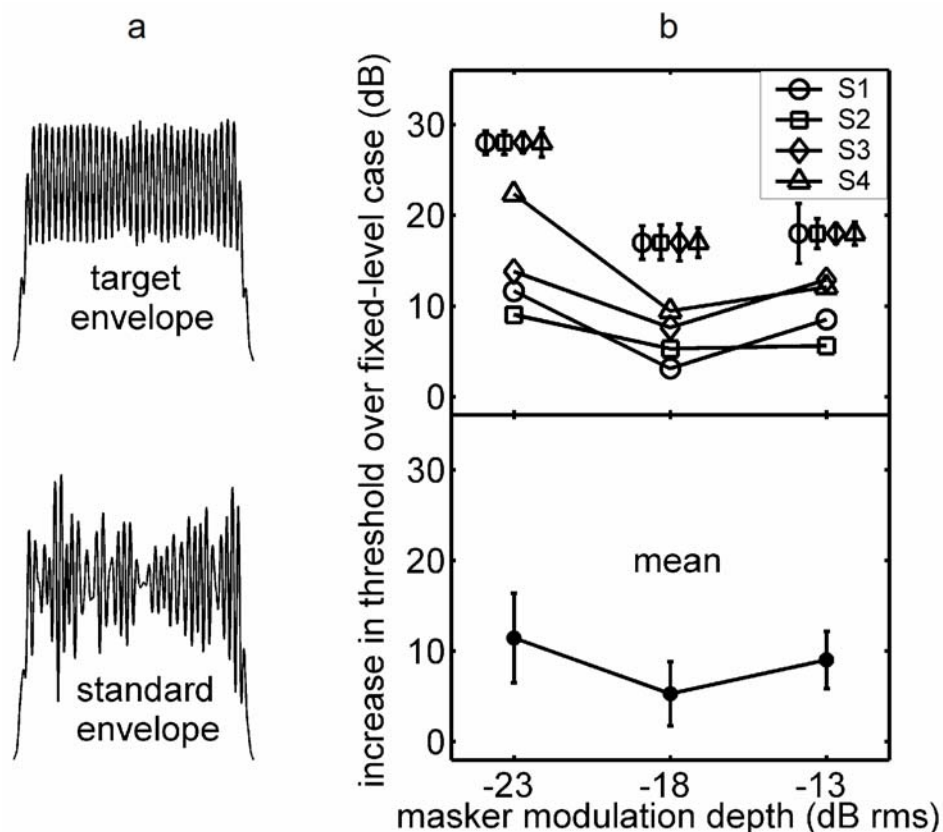 a
target
envelope
standard
envelope
b
increase in threshold over fixed-level case (dB)
30
20
10
0
S1
S2
S3
S4
30
20
10
0
mean
-23
-18
-13
masker modulation depth (dB rms)